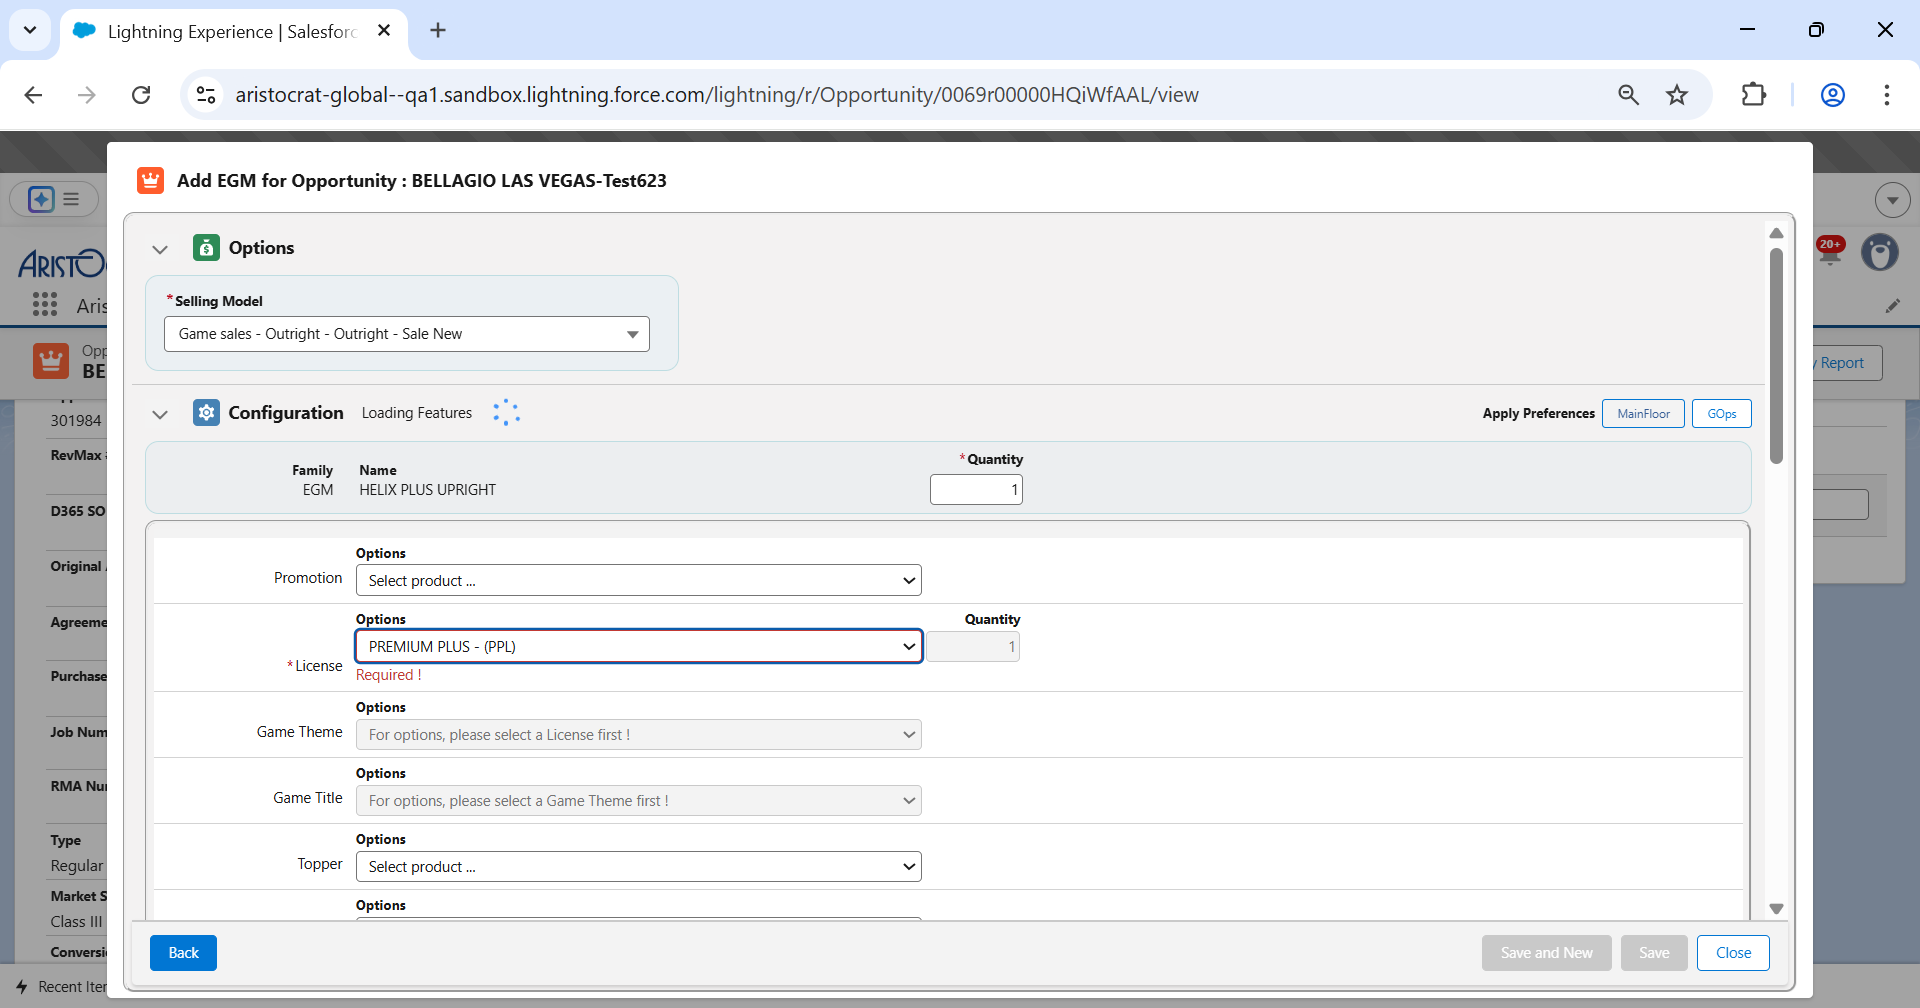 Lightning Experience | Salesforc
aristocrat-global--qa1.sandbox.lightning.force.com/lightning/r/Opportunity/0069r00000HQiWfAAL/view
Add EGM for Opportunity : BELLAGIO LAS VEGAS-Test623
Options
*Selling Model
Game sales - Outright - Outright - Sale New
Configuration
Loading Features
Apply Preferences
MainFloor
GOps
Family
EGM
Name
HELIX PLUS UPRIGHT
*Quantity
1
Options
Promotion
Select product ...
Options
Quantity
*License
PREMIUM PLUS - (PPL)
1
Required !
Options
Game Theme
For options, please select a License first !
Options
Game Title
For options, please select a Game Theme first !
Options
Topper
Select product ...
Options
Back
Save and New
Save
Close
ARISTOC
Aris
Opp
BE
301984
RevMax
D365 SO
Original
Agreeme
Purchase
Job Num
RMA Nu
Type
Regular
Market S
Class III
Conversi
Recent Iter
20+
y Report